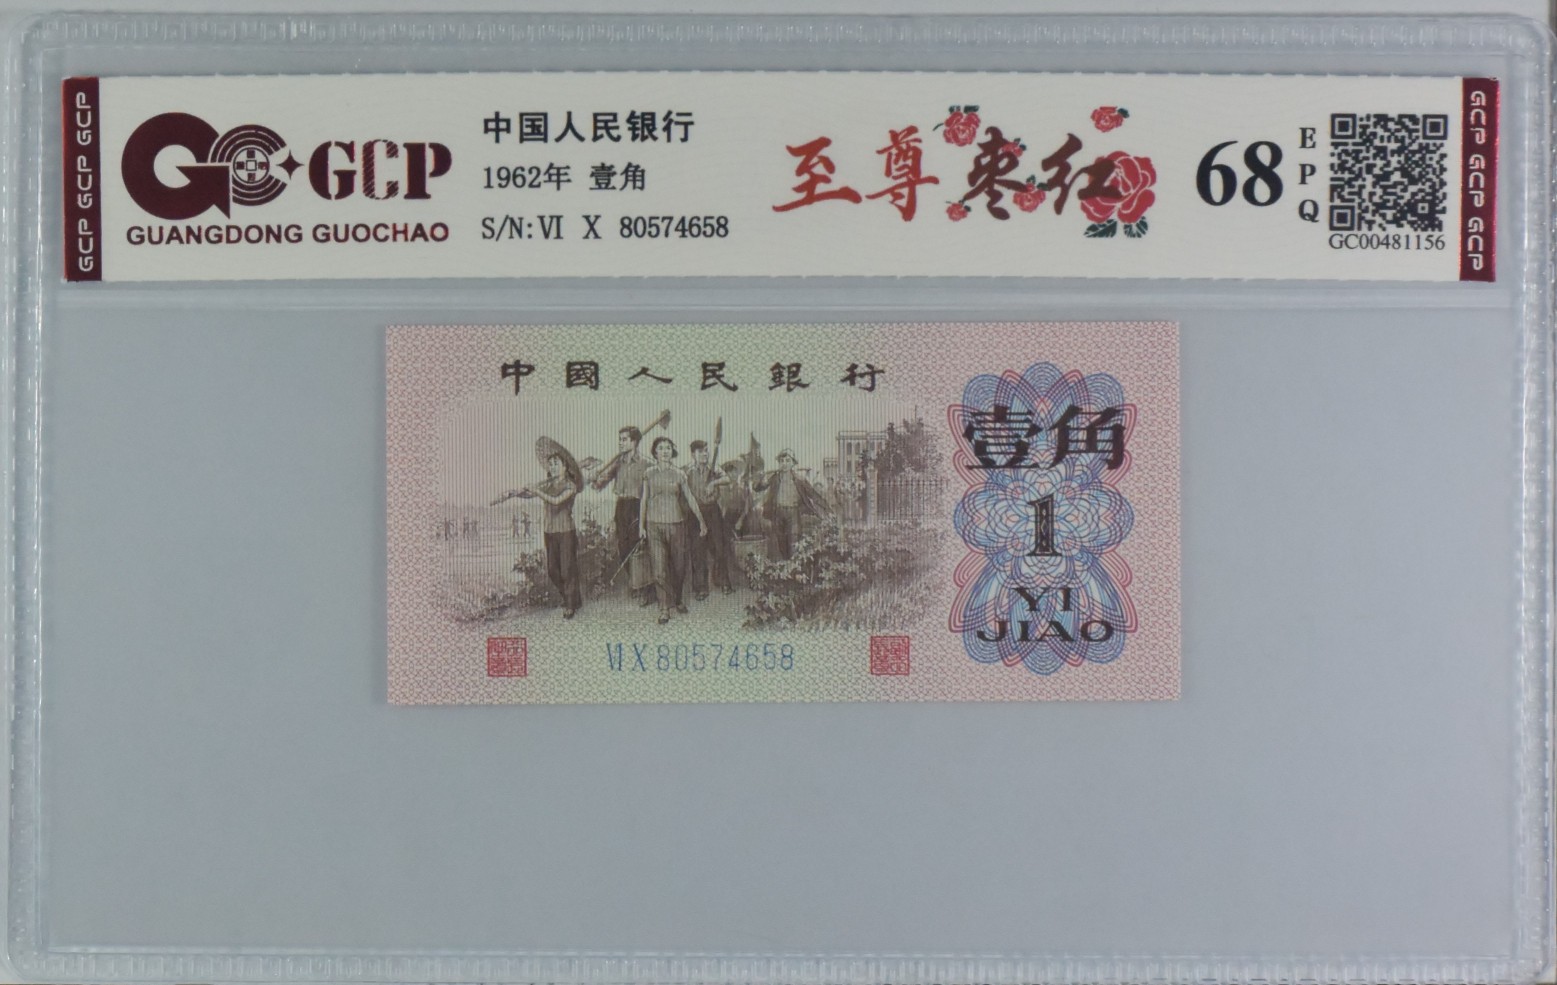 GCP GCP GCP
GCP
GUANGDONG GUOCHAO
中国人民银行
1962年 壹角
S/N:Ⅵ X 80574658
至尊枣红
68
EPQ
GC00481156
GCP GCP GCP
中國人民銀行
壹角
1
YI
JIAO
ⅥX80574658